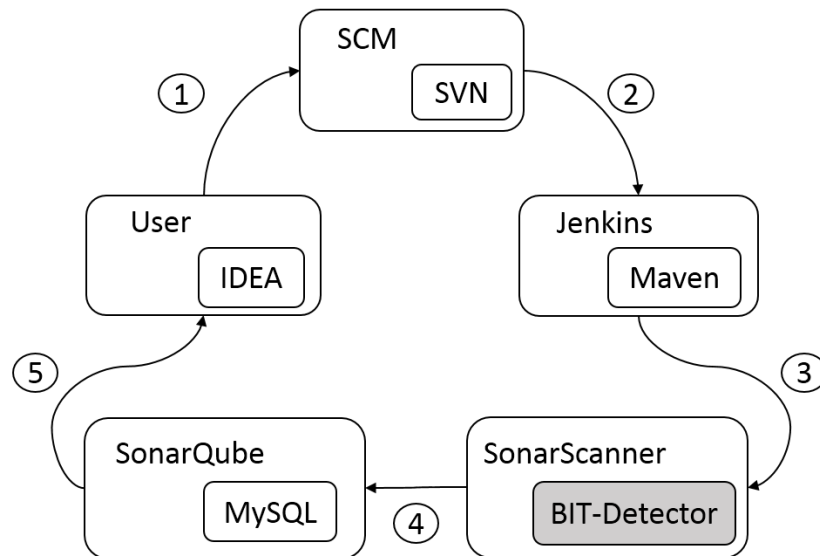 SCM
SVN
1
2
User
IDEA
Jenkins
Maven
5
3
SonarQube
MySQL
4
SonarScanner
BIT-Detector